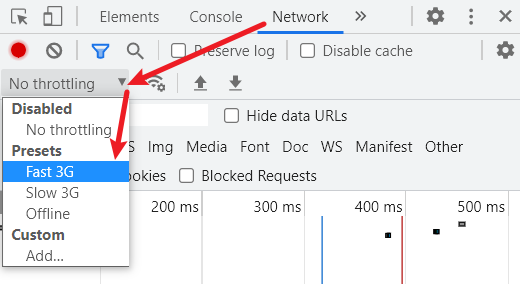 Elements Console Network
Preserve log Disable cache
No throttling
Disabled
No throttling
Hide data URLs
Presets
S Img Media Font Doc WS Manifest Other
Fast 3G
ookies Blocked Requests
Slow 3G
Offline
200 ms 300 ms 400 ms 500 ms
Custom
Add...